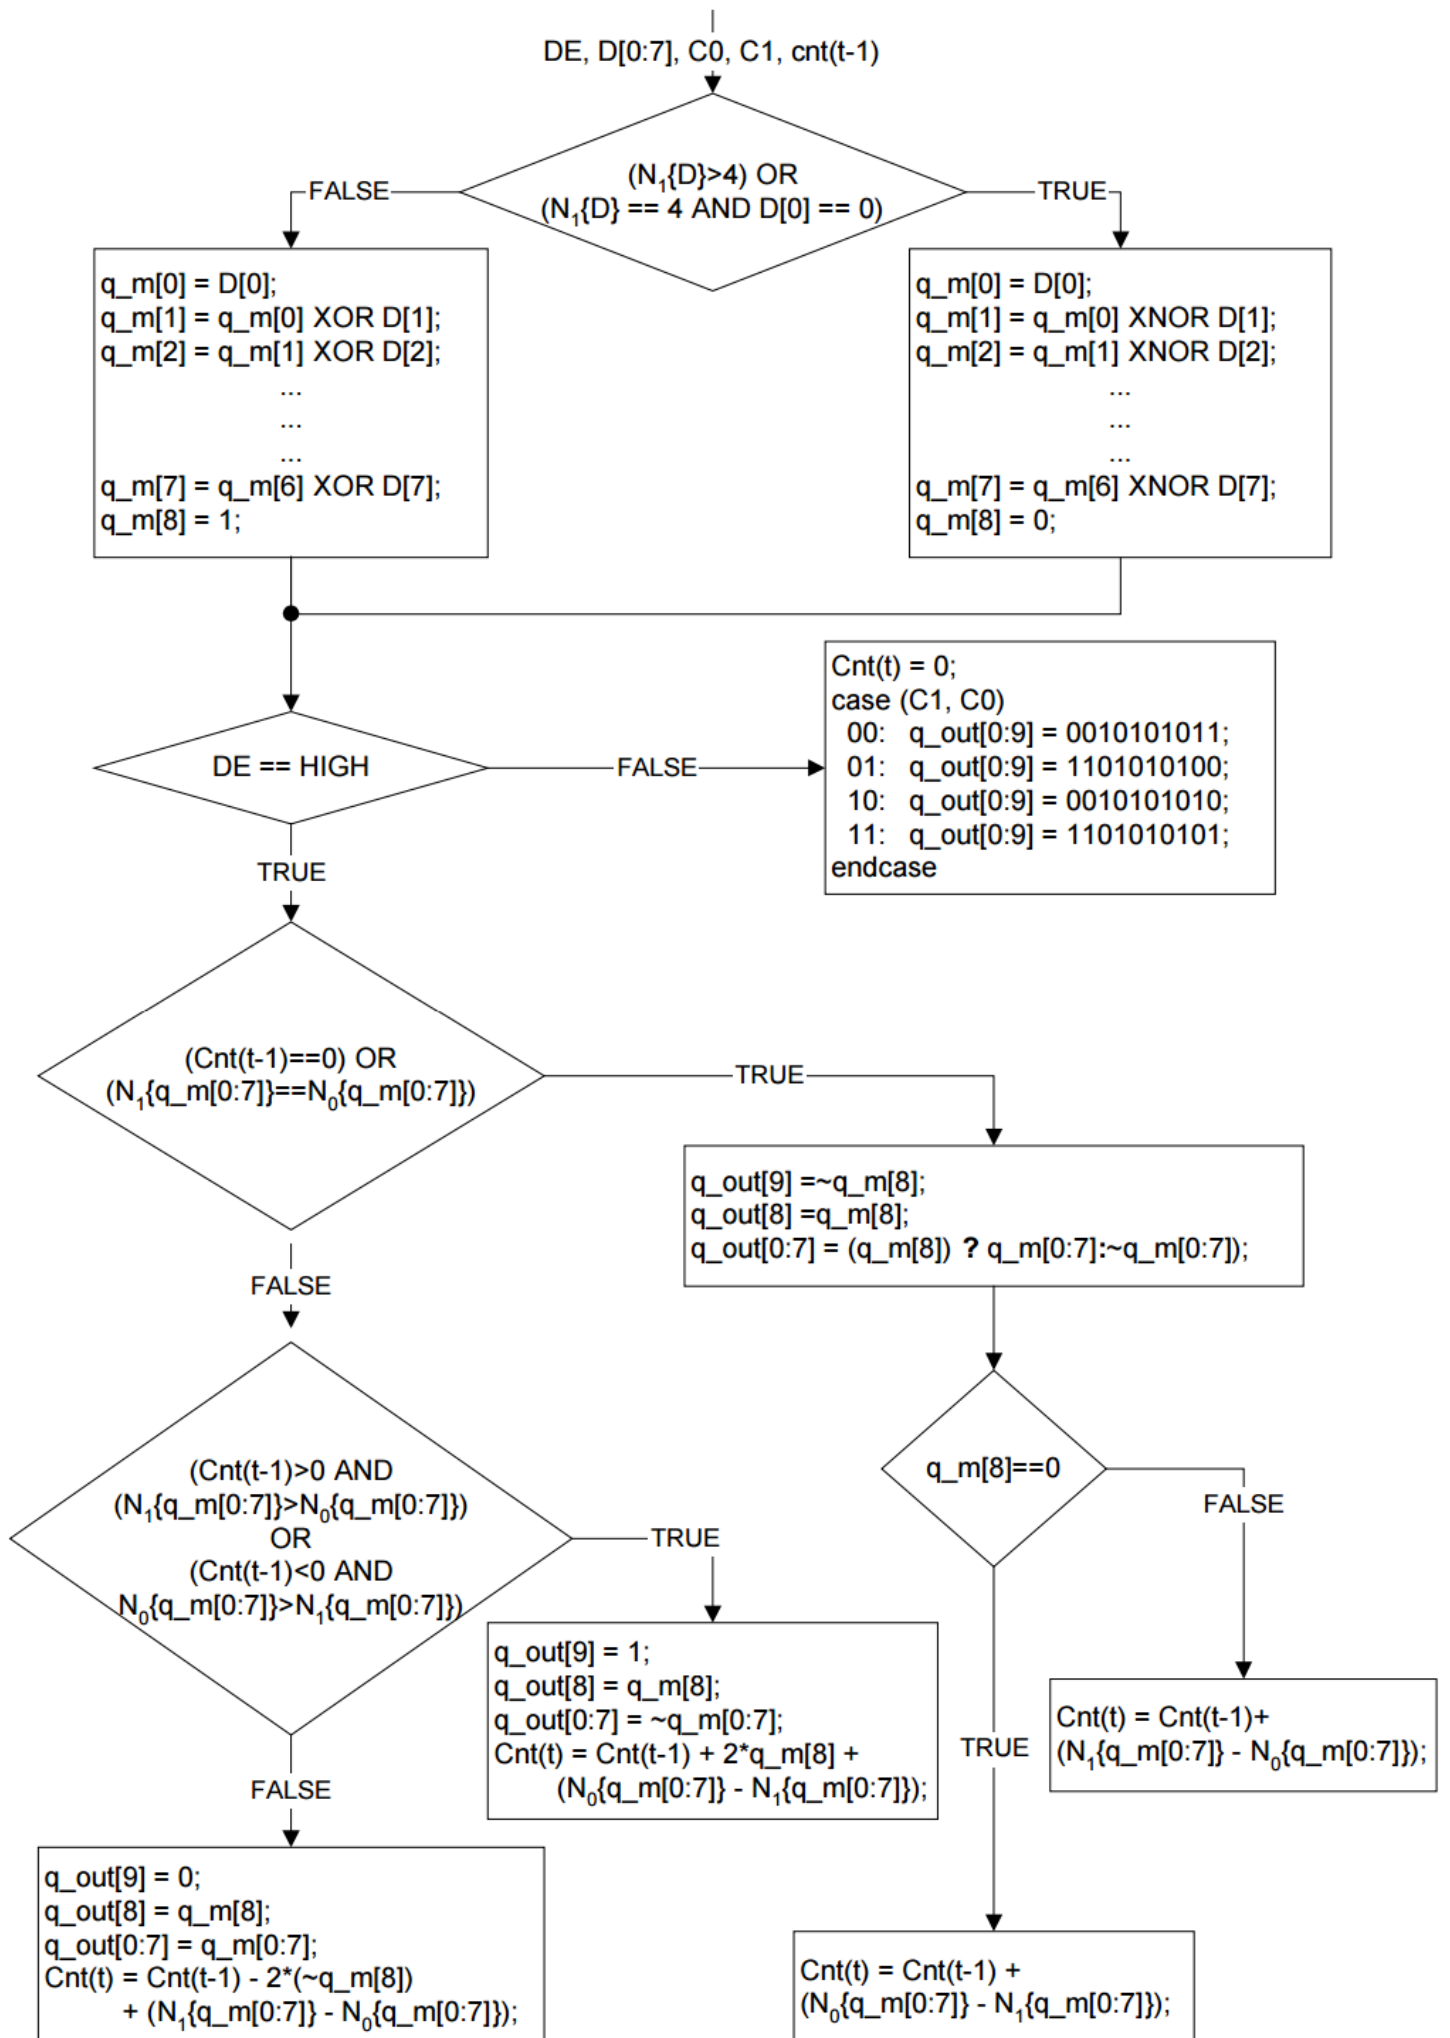 DE, D[0:7], C0, C1, cnt(t-1)
(N₁{D}>4) OR
(N₁{D} == 4 AND D[0] == 0)
FALSE
TRUE
q_m[0] = D[0];
q_m[1] = q_m[0] XOR D[1];
q_m[2] = q_m[1] XOR D[2];
...
...
...
q_m[7] = q_m[6] XOR D[7];
q_m[8] = 1;
q_m[0] = D[0];
q_m[1] = q_m[0] XNOR D[1];
q_m[2] = q_m[1] XNOR D[2];
...
...
...
q_m[7] = q_m[6] XNOR D[7];
q_m[8] = 0;
DE == HIGH
FALSE
Cnt(t) = 0;
case (C1, C0)
00: q_out[0:9] = 0010101011;
01: q_out[0:9] = 1101010100;
10: q_out[0:9] = 0010101010;
11: q_out[0:9] = 1101010101;
endcase
TRUE
(Cnt(t-1)==0) OR
(N₁{q_m[0:7]}==N₀{q_m[0:7]})
TRUE
q_out[9] =~q_m[8];
q_out[8] =q_m[8];
q_out[0:7] = (q_m[8]) ? q_m[0:7]:~q_m[0:7]);
FALSE
(Cnt(t-1)>0 AND
(N₁{q_m[0:7]}>N₀{q_m[0:7]})
OR
(Cnt(t-1)<0 AND
N₀{q_m[0:7]}>N₁{q_m[0:7]})
TRUE
q_m[8]==0
FALSE
q_out[9] = 1;
q_out[8] = q_m[8];
q_out[0:7] = ~q_m[0:7];
Cnt(t) = Cnt(t-1) + 2*q_m[8] +
(N₀{q_m[0:7]} - N₁{q_m[0:7]});
TRUE
Cnt(t) = Cnt(t-1)+
(N₁{q_m[0:7]} - N₀{q_m[0:7]});
FALSE
q_out[9] = 0;
q_out[8] = q_m[8];
q_out[0:7] = q_m[0:7];
Cnt(t) = Cnt(t-1) - 2*(~q_m[8])
+ (N₁{q_m[0:7]} - N₀{q_m[0:7]});
Cnt(t) = Cnt(t-1) +
(N₀{q_m[0:7]} - N₁{q_m[0:7]});